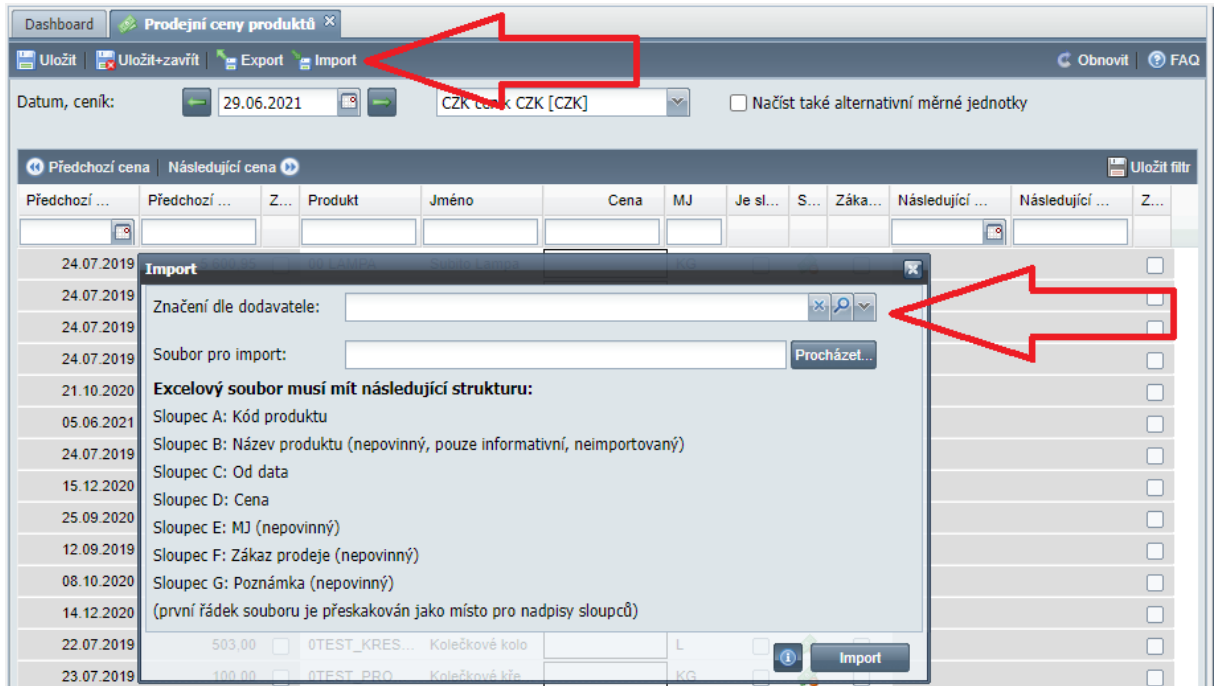 Dashboard Prodejní ceny produktů
Uložit Uložit+zavřít Export Import Obnovit FAQ
Datum, ceník: 29.06.2021 CZK ceník CZK [CZK] Načíst také alternativní měrné jednotky
Předchozí cena Následující cena Uložit filtr
Předchozí ... Předchozí ... Z... Produkt Jméno Cena MJ Je sl... S... Záka... Následující ... Následující ... Z...
24.07.2019 00 LAMPA Lampa KG
Import
24.07.2019
Značení dle dodavatele:
24.07.2019
24.07.2019
Soubor pro import: Procházet...
21.10.2020
Excelový soubor musí mít následující strukturu:
05.06.2021
Sloupec A: Kód produktu
24.07.2019
Sloupec B: Název produktu (nepovinný, pouze informativní, neimportovaný)
Sloupec C: Od data
15.12.2020
Sloupec D: Cena
25.09.2020
Sloupec E: MJ (nepovinný)
12.09.2019
Sloupec F: Zákaz prodeje (nepovinný)
08.10.2020
Sloupec G: Poznámka (nepovinný)
14.12.2020
(první řádek souboru je přeskakován jako místo pro nadpisy sloupců)
22.07.2019 503,00 0TEST_KRES... Kolečkové kolo L
Import
23.07.2019 100,00 0TEST_PRO... Kolečkové kře... KG